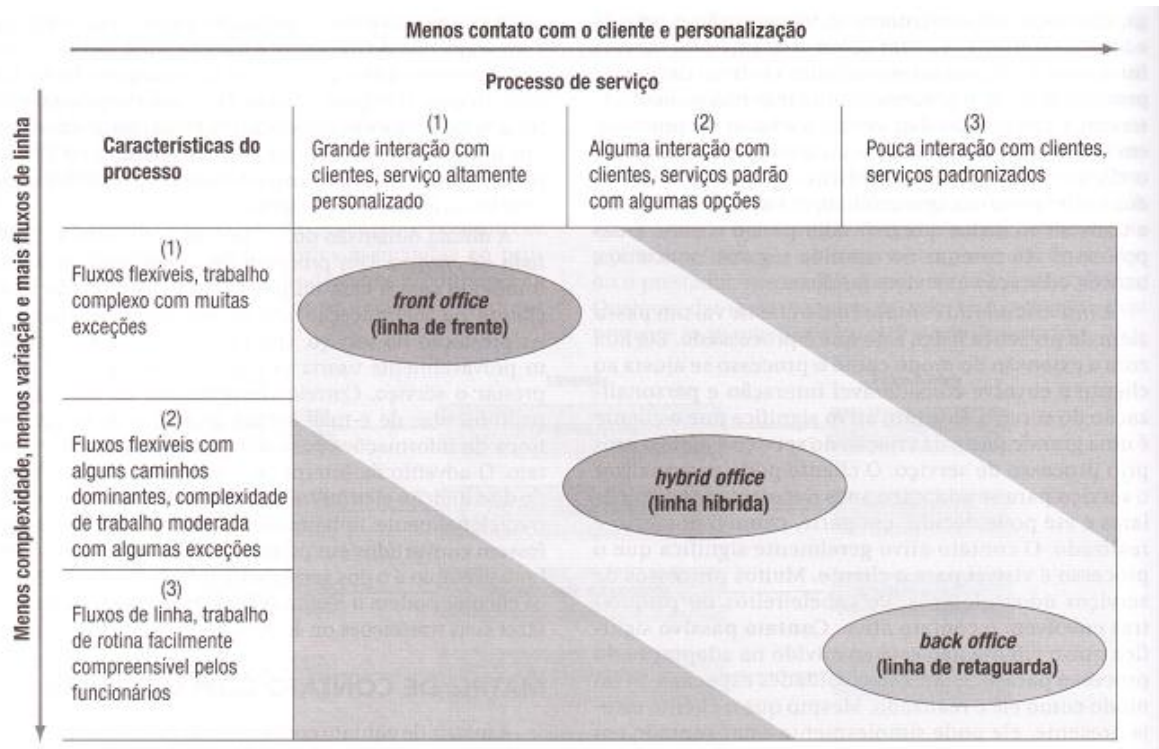 Menos contato com o cliente e personalização
Processo de serviço
Menos complexidade, menos variação e mais fluxos de linha
Características do
processo
(1)
Grande interação com
clientes, serviço altamente
personalizado
(2)
Alguma interação com
clientes, serviços padrão
com algumas opções
(3)
Pouca interação com clientes,
serviços padronizados
(1)
Fluxos flexíveis, trabalho
complexo com muitas
exceções
front office
(linha de frente)
(2)
Fluxos flexíveis com
alguns caminhos
dominantes, complexidade
de trabalho moderada
com algumas exceções
hybrid office
(linha híbrida)
(3)
Fluxos de linha, trabalho
de rotina facilmente
compreensível pelos
funcionários
back office
(linha de retaguarda)